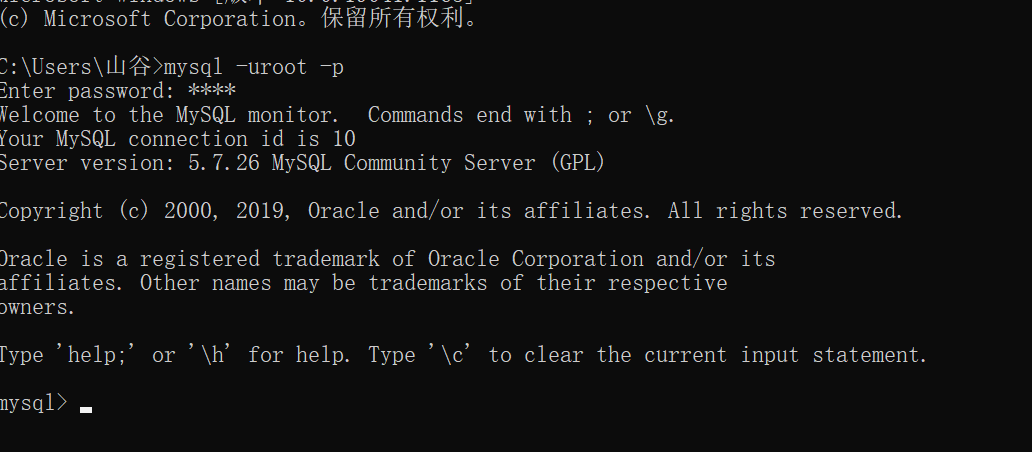 (c) Microsoft Corporation。保留所有权利。
C:\Users\山谷>mysql -uroot -p
Enter password: ****
Welcome to the MySQL monitor.  Commands end with ; or \g.
Your MySQL connection id is 10
Server version: 5.7.26 MySQL Community Server (GPL)
Copyright (c) 2000, 2019, Oracle and/or its affiliates. All rights reserved.
Oracle is a registered trademark of Oracle Corporation and/or its
affiliates. Other names may be trademarks of their respective
owners.
Type 'help;' or '\h' for help. Type '\c' to clear the current input statement.
mysql>